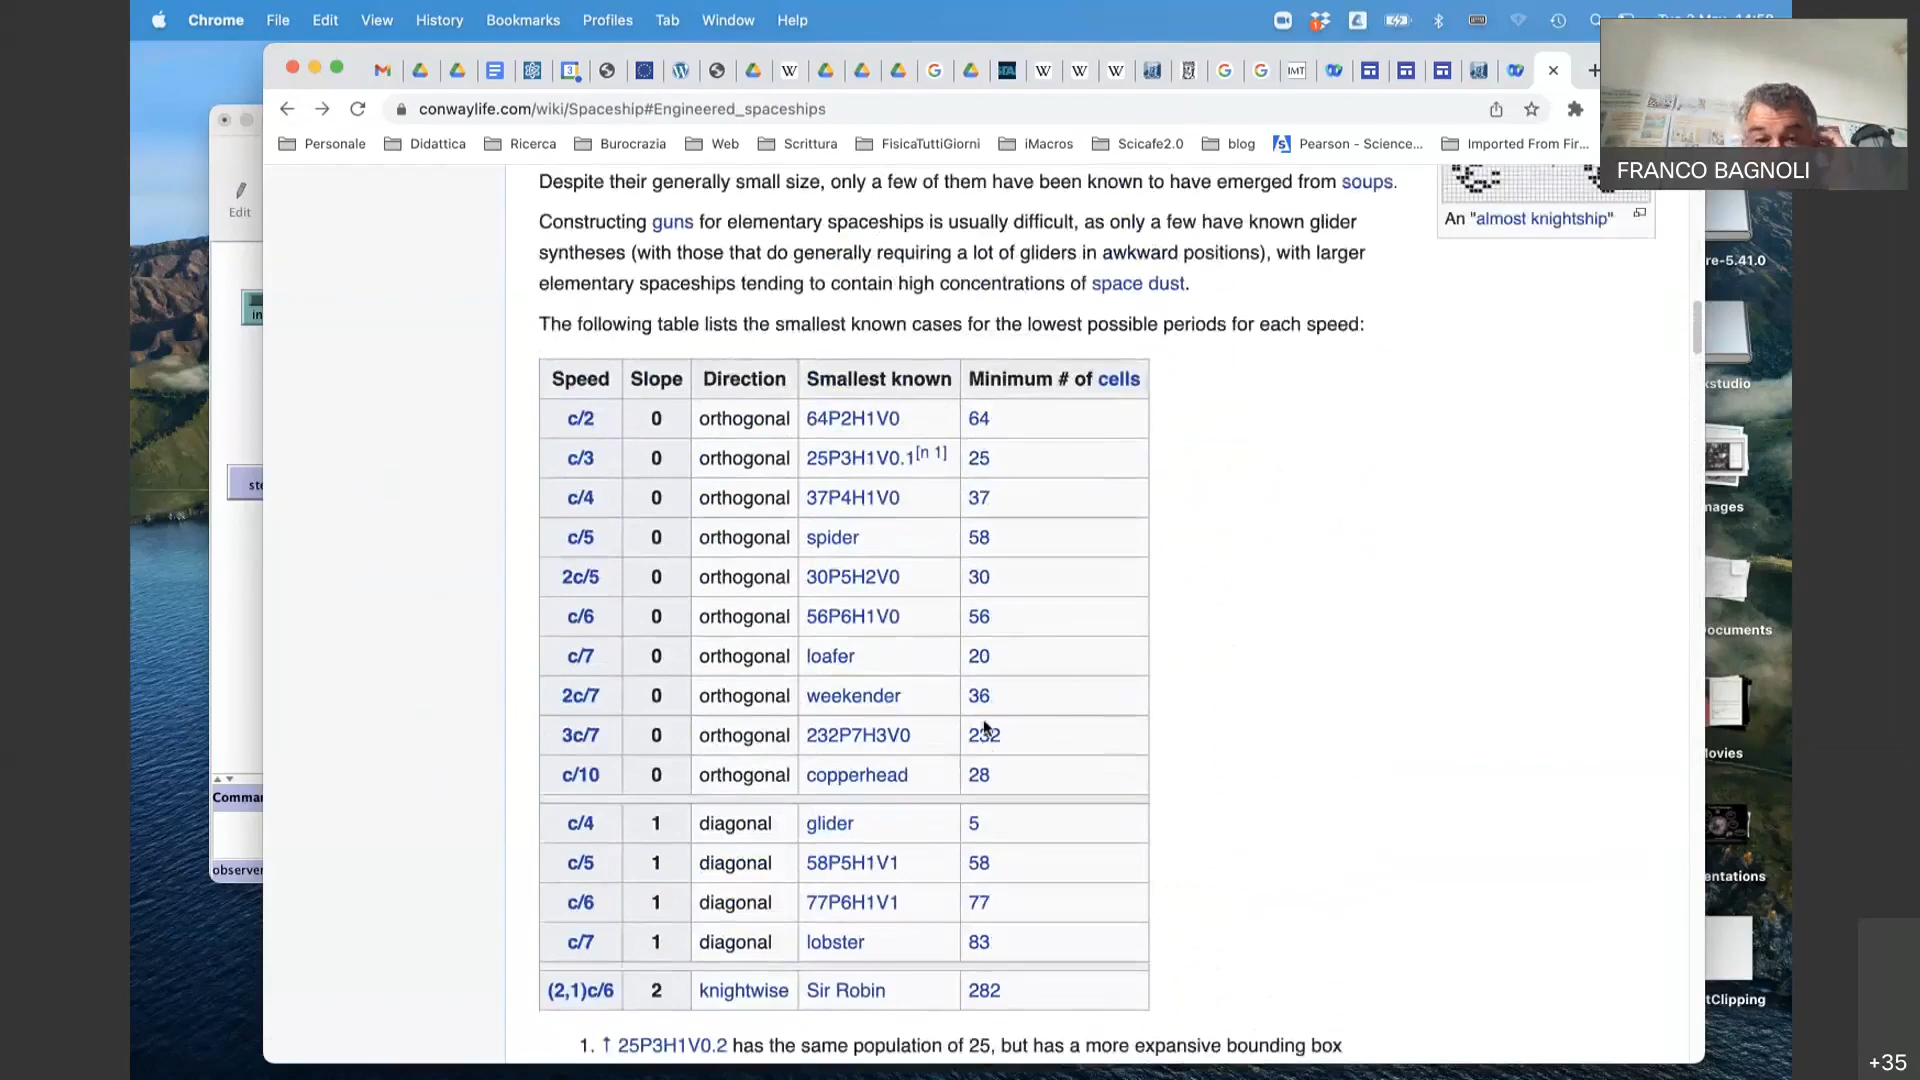 Chrome File Edit View History Bookmarks Profiles Tab Window Help
conwaylife.com/wiki/Spaceship#Engineered_spaceships
Personale Didattica Ricerca Burocrazia Web Scrittura FisicaTuttiGiorni iMacros Scicafe2.0 blog Pearson - Science... Imported From Fir...
FRANCO BAGNOLI
Edit
Despite their generally small size, only a few of them have been known to have emerged from soups.
An "almost knightship"
Constructing guns for elementary spaceships is usually difficult, as only a few have known glider
syntheses (with those that do generally requiring a lot of gliders in awkward positions), with larger
elementary spaceships tending to contain high concentrations of space dust.
The following table lists the smallest known cases for the lowest possible periods for each speed:
Speed Slope Direction Smallest known Minimum # of cells
c/2 0 orthogonal 64P2H1V0 64
c/3 0 orthogonal 25P3H1V0.1[n 1] 25
c/4 0 orthogonal 37P4H1V0 37
c/5 0 orthogonal spider 58
2c/5 0 orthogonal 30P5H2V0 30
c/6 0 orthogonal 56P6H1V0 56
c/7 0 orthogonal loafer 20
2c/7 0 orthogonal weekender 36
3c/7 0 orthogonal 232P7H3V0 232
c/10 0 orthogonal copperhead 28
c/4 1 diagonal glider 5
c/5 1 diagonal 58P5H1V1 58
c/6 1 diagonal 77P6H1V1 77
c/7 1 diagonal lobster 83
(2,1)c/6 2 knightwise Sir Robin 282
1. ↑ 25P3H1V0.2 has the same population of 25, but has a more expansive bounding box
in
ste
Comma
observer
re-5.41.0
kstudio
mages
ocuments
Movies
entations
tClipping
+35